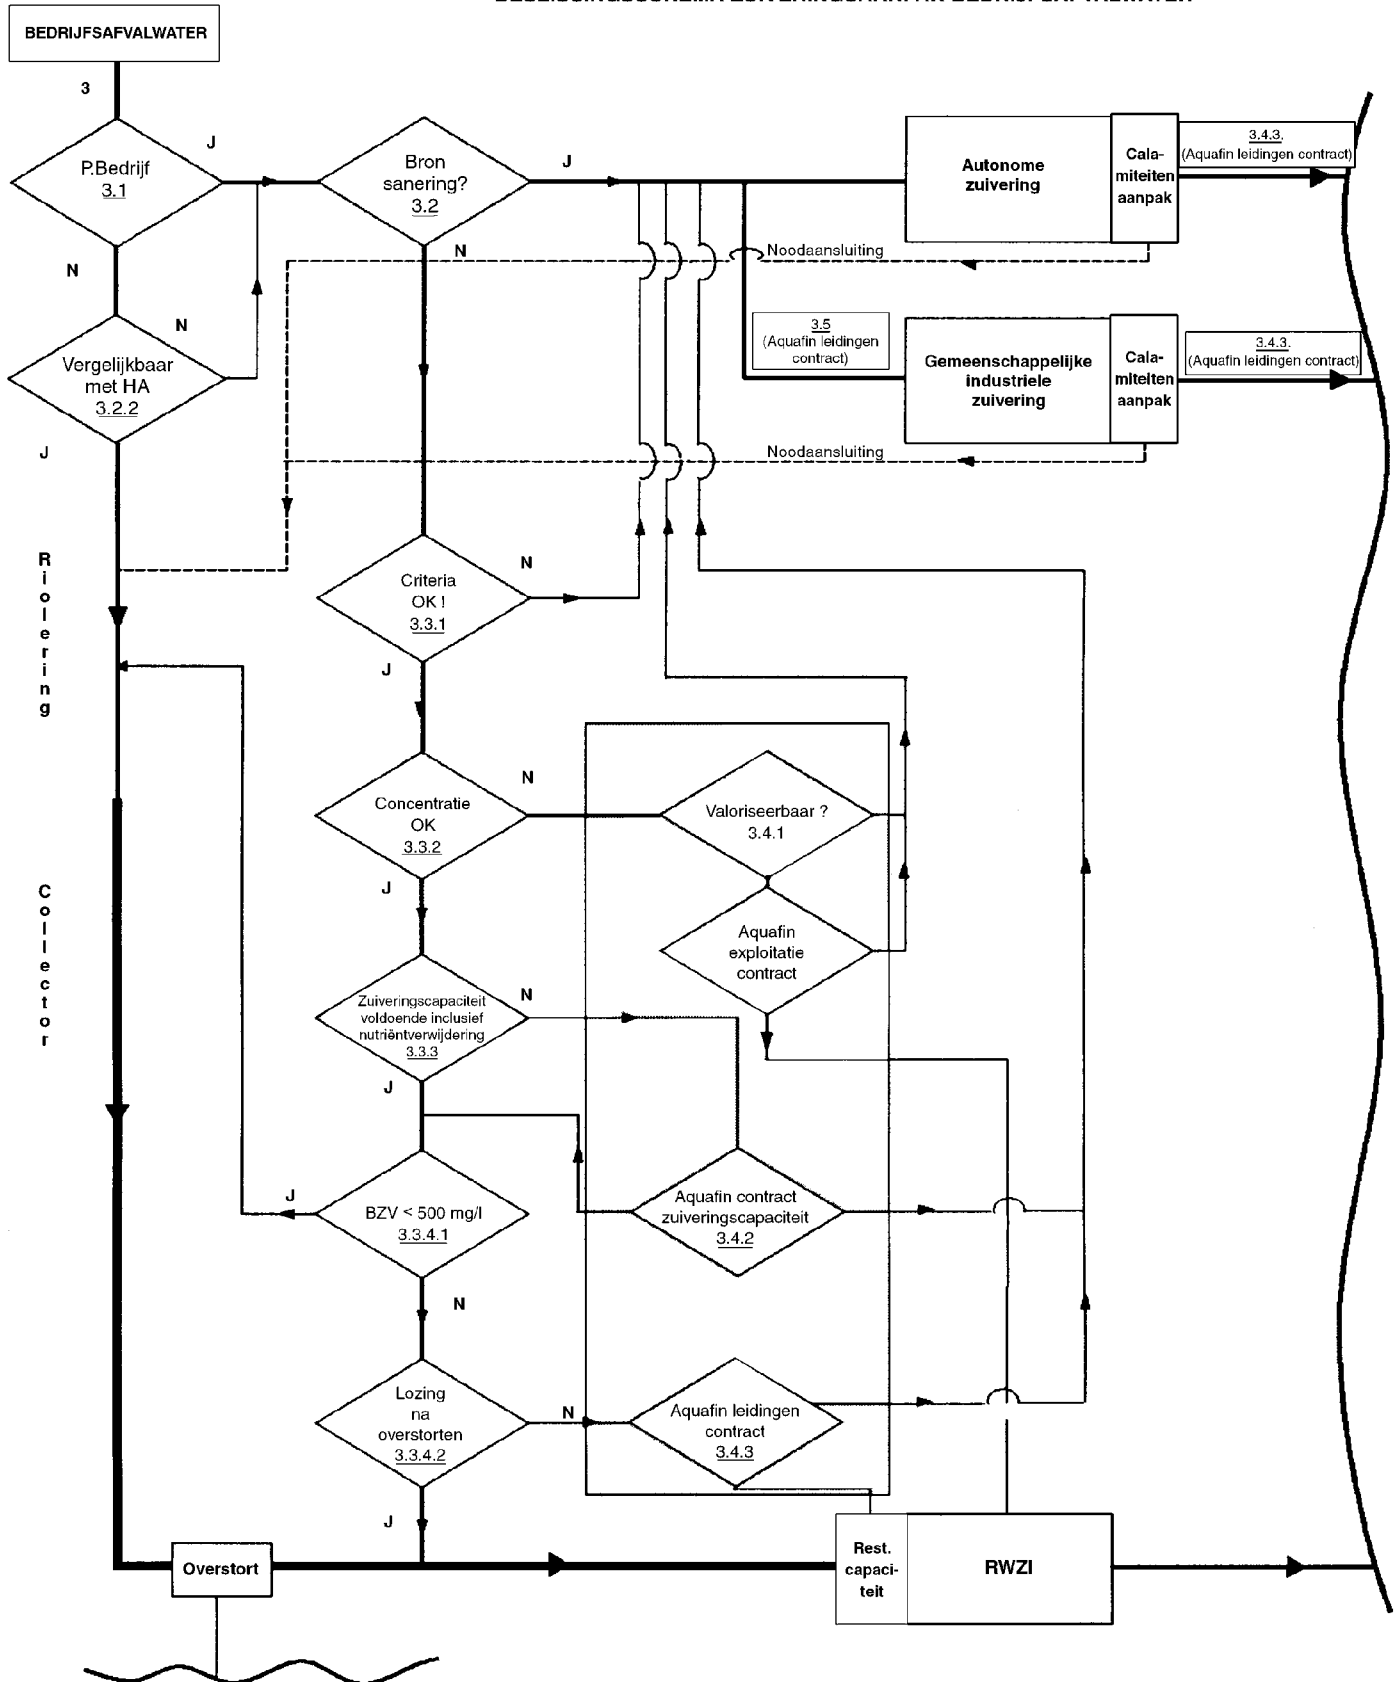 BEDRIJFSAFVALWATER
3
P.Bedrijf
3.1
J
N
Bron
sanering?
3.2
J
N
Autonome
zuivering
Cala-
miteiten
aanpak
3.4.3.
(Aquafin leidingen contract)
Noodaansluiting
Vergelijkbaar
met HA
3.2.2
N
J
3.5
(Aquafin leidingen
contract)
Gemeenschappelijke
industriele
zuivering
Cala-
miteiten
aanpak
3.4.3.
(Aquafin leidingen contract)
Noodaansluiting
Riolering
Criteria
OK !
3.3.1
N
J
Concentratie
OK
3.3.2
N
J
Valoriseerbaar ?
3.4.1
Collector
Aquafin
exploitatie
contract
Zuiveringscapaciteit
voldoende inclusief
nutriëntverwijdering
3.3.3
N
J
BZV < 500 mg/l
3.3.4.1
J
N
Aquafin contract
zuiveringscapaciteit
3.4.2
Lozing
na
overstorten
3.3.4.2
N
J
Aquafin leidingen
contract
3.4.3
Overstort
Rest.
capaci-
teit
RWZI